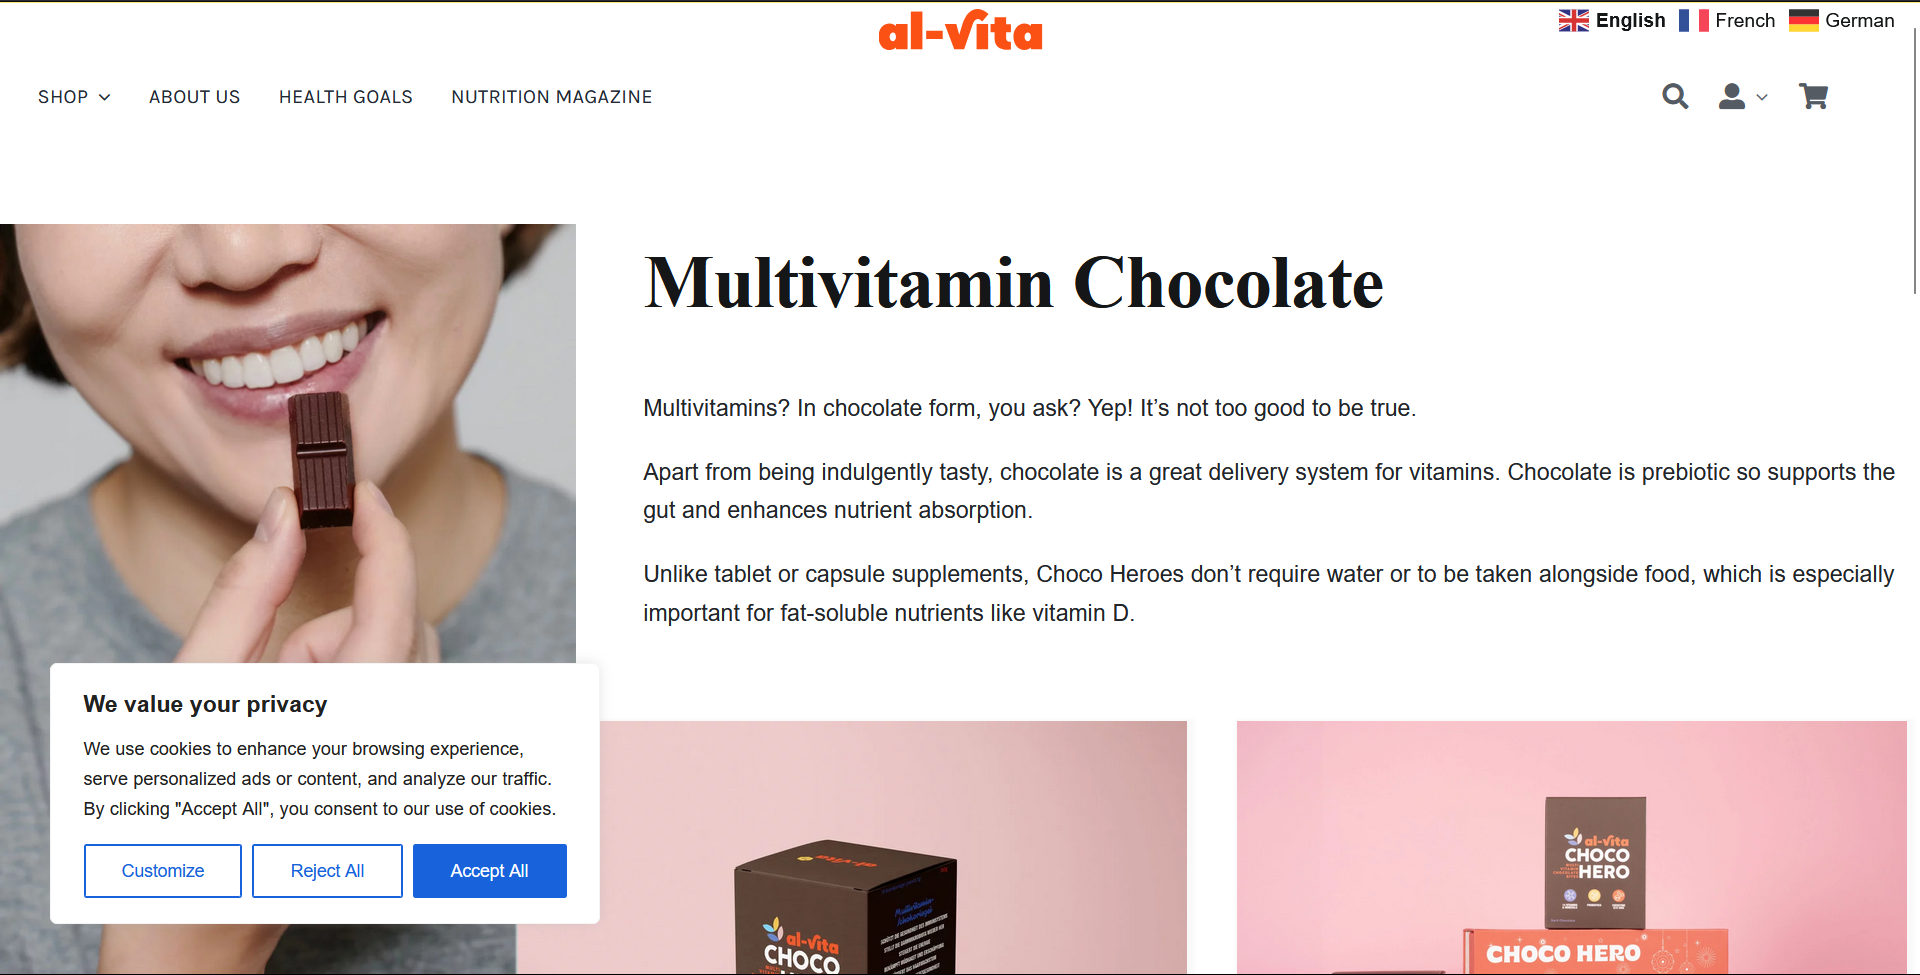 al-vita
English French German
SHOP ABOUT US HEALTH GOALS NUTRITION MAGAZINE
Multivitamin Chocolate
Multivitamins? In chocolate form, you ask? Yep! It’s not too good to be true.
Apart from being indulgently tasty, chocolate is a great delivery system for vitamins. Chocolate is prebiotic so supports the
gut and enhances nutrient absorption.
Unlike tablet or capsule supplements, Choco Heroes don’t require water or to be taken alongside food, which is especially
important for fat-soluble nutrients like vitamin D.
We value your privacy
We use cookies to enhance your browsing experience,
serve personalized ads or content, and analyze our traffic.
By clicking "Accept All", you consent to our use of cookies.
Customize Reject All Accept All
al-vita
al-vita
CHOCO
al-vita
CHOCO
HERO
CHOCO HERO